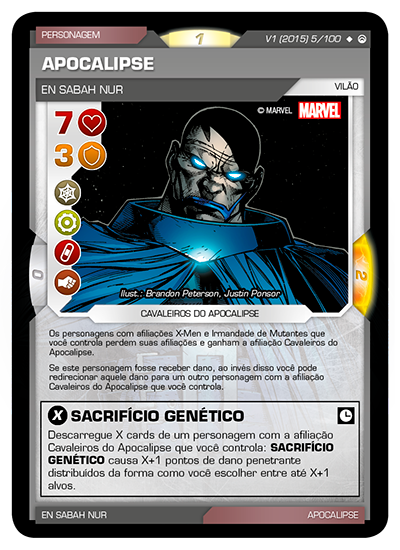 PERSONAGEM
1
V1 (2015) 5/100
APOCALIPSE
EN SABAH NUR
VILÃO
7
© MARVEL MARVEL
3
0
2
Ilust.: Brandon Peterson, Justin Ponsor
CAVALEIROS DO APOCALIPSE
Os personagens com afiliações X-Men e Irmandade de Mutantes que
você controla perdem suas afiliações e ganham a afiliação Cavaleiros do
Apocalipse.
Se este personagem fosse receber dano, ao invés disso você pode
redirecionar aquele dano para um outro personagem com a afiliação
Cavaleiros do Apocalipse que você controla.
X SACRIFÍCIO GENÉTICO
Descarregue X cards de um personagem com a afiliação
Cavaleiros do Apocalipse que você controla: SACRIFÍCIO
GENÉTICO causa X+1 pontos de dano penetrante
distribuídos da forma como você escolher entre até X+1
alvos.
EN SABAH NUR
APOCALIPSE